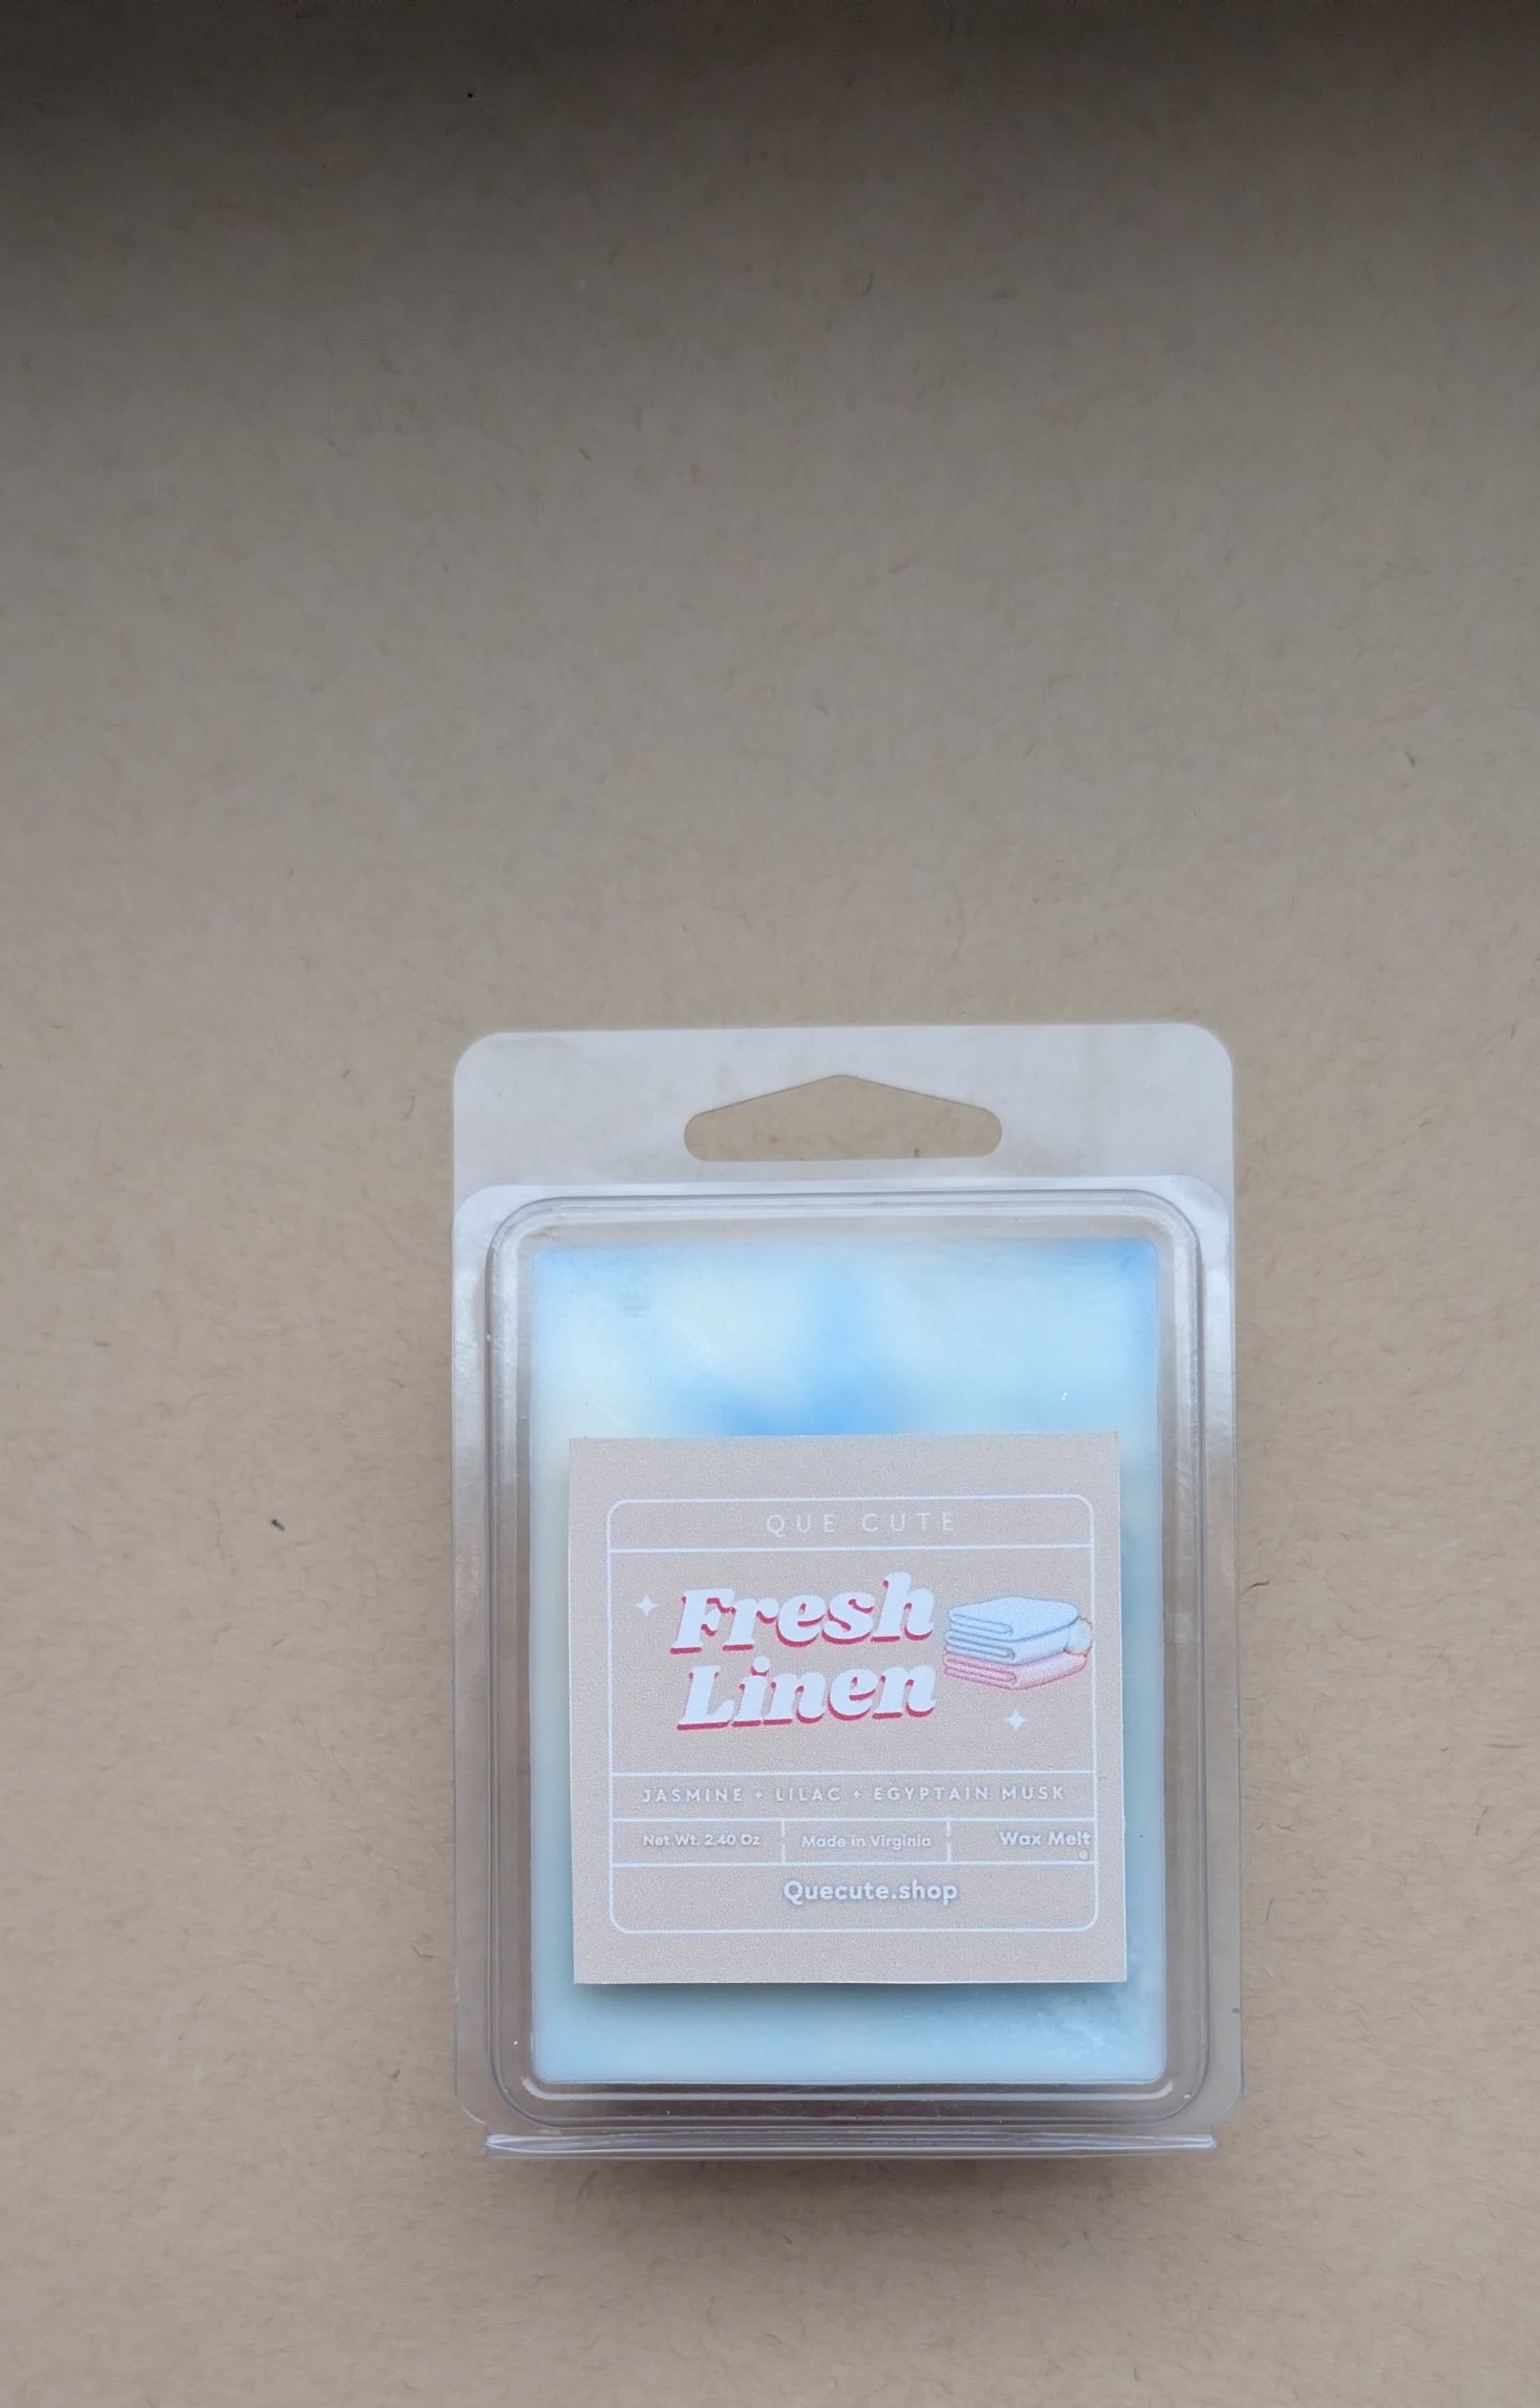 QUE CUTE
Fresh
Linen
JASMINE + LILAC + EGYPTAIN MUSK
Net Wt. 2.40 Oz
Made in Virginia
Wax Melt
Quecute.shop